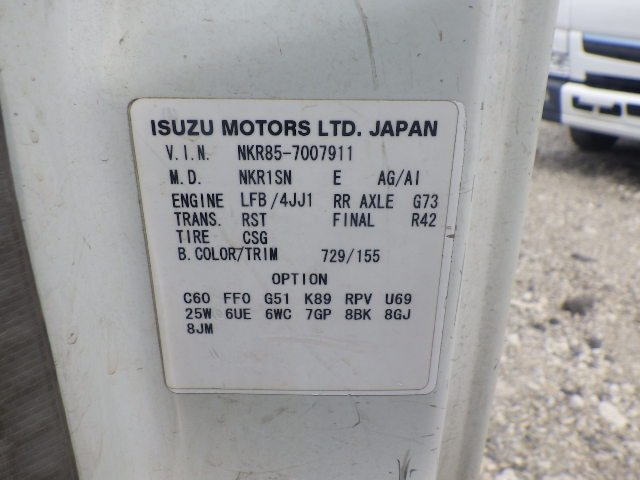 ISUZU MOTORS LTD. JAPAN
V.I.N. NKR85-7007911
M.D. NKR1SN E AG/AI
ENGINE LFB/4JJ1 RR AXLE G73
TRANS. RST FINAL R42
TIRE CSG
B.COLOR/TRIM 729/155
OPTION
C60 FF0 G51 K89 RPV U69
25W 6UE 6WC 7GP 8BK 8GJ
8JM